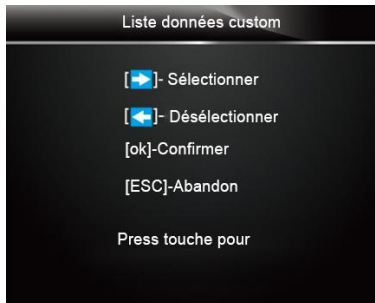 Liste données custom
[➡]- Sélectionner
[⬅]- Désélectionner
[ok]-Confirmer
[ESC]-Abandon
Press touche pour